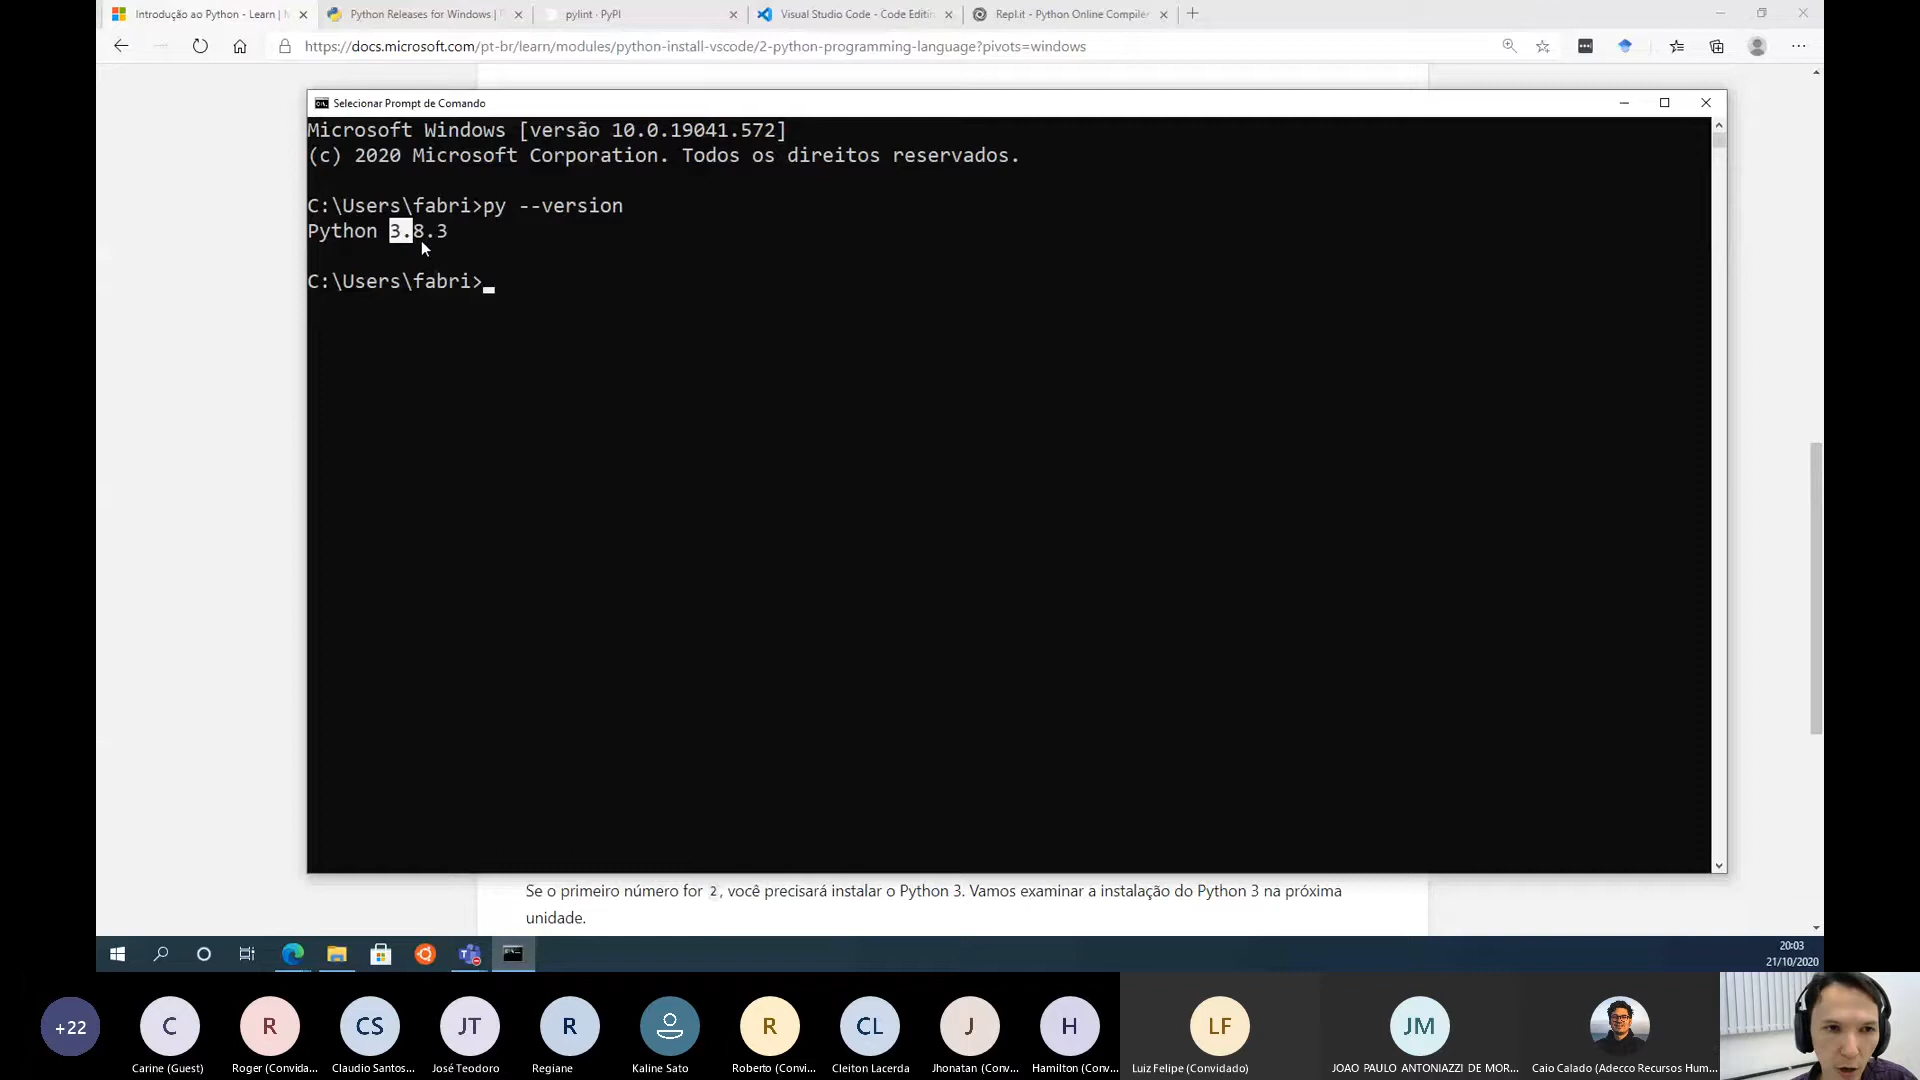 Introdução ao Python - Learn |
Python Releases for Windows |
pylint · PyPI
Visual Studio Code - Code Editin
Repl.it - Python Online Compiler
https://docs.microsoft.com/pt-br/learn/modules/python-install-vscode/2-python-programming-language?pivots=windows
Selecionar Prompt de Comando
Microsoft Windows [versão 10.0.19041.572]
(c) 2020 Microsoft Corporation. Todos os direitos reservados.
C:\Users\fabri>py --version
Python 3.8.3
C:\Users\fabri>
Se o primeiro número for 2, você precisará instalar o Python 3. Vamos examinar a instalação do Python 3 na próxima
unidade.
20:03
21/10/2020
+22
C
R
CS
JT
R
R
CL
J
H
LF
JM
Carine (Guest)
Roger (Convida...
Claudio Santos...
José Teodoro
Regiane
Kaline Sato
Roberto (Convi...
Cleiton Lacerda
Jhonatan (Conv...
Hamilton (Conv...
Luiz Felipe (Convidado)
JOAO PAULO ANTONIAZZI DE MOR...
Caio Calado (Adecco Recursos Hum...